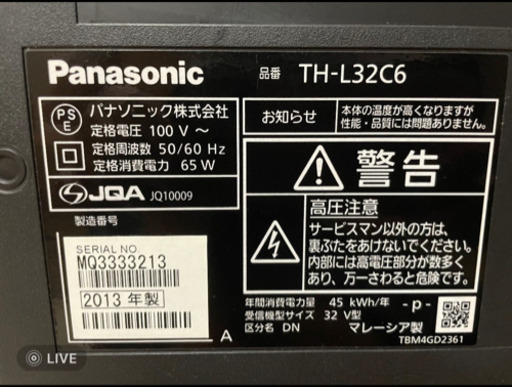 Panasonic
品番 TH-L32C6
PS
E
パナソニック株式会社
定格電圧 100 V ～
定格周波数 50/60 Hz
定格消費電力 65 W
JQA JQ10009
製造番号
SERIAL NO
MQ3333213
2013 年製
A
お知らせ
本体の温度が高くなりますが
性能・品質には問題ありません。
警告
高圧注意
サービスマン以外の方は、
裏ぶたをあけないでください。
内部には高電圧部分が数多く
あり、万一さわると危険です。
年間消費電力量 45 kWh/年
受信機型サイズ 32 V型
区分名 DN
- p -
マレーシア製
TBM4GD2361
LIVE